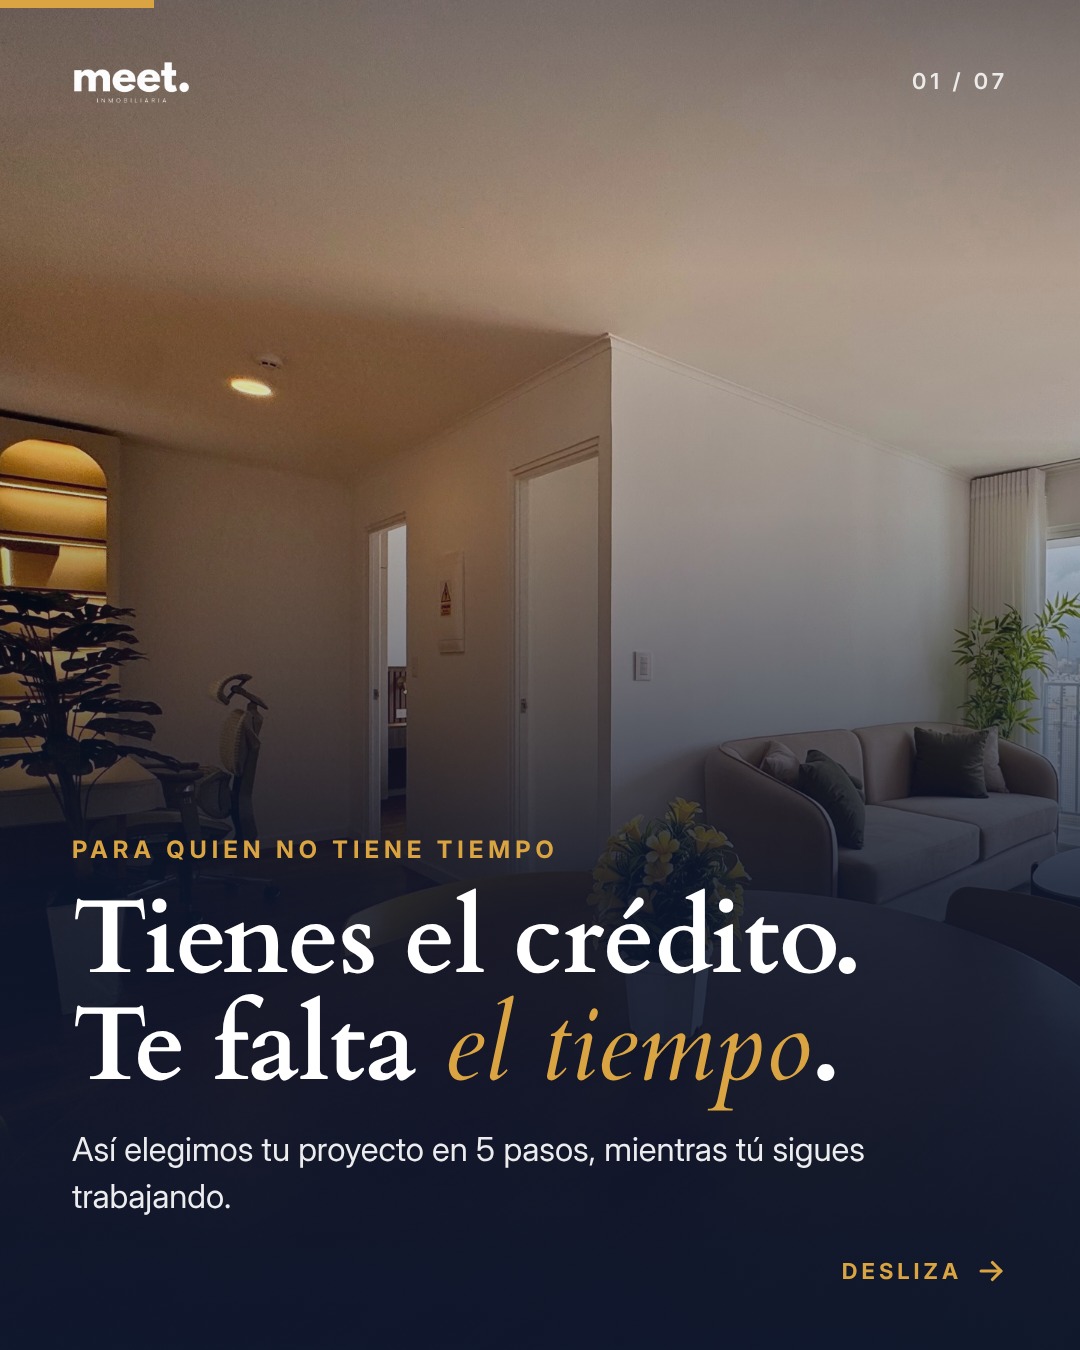 meet.
INMOBILIARIA
01 / 07
PARA QUIEN NO TIENE TIEMPO
Tienes el crédito.
Te falta el tiempo.
Así elegimos tu proyecto en 5 pasos, mientras tú sigues
trabajando.
DESLIZA →